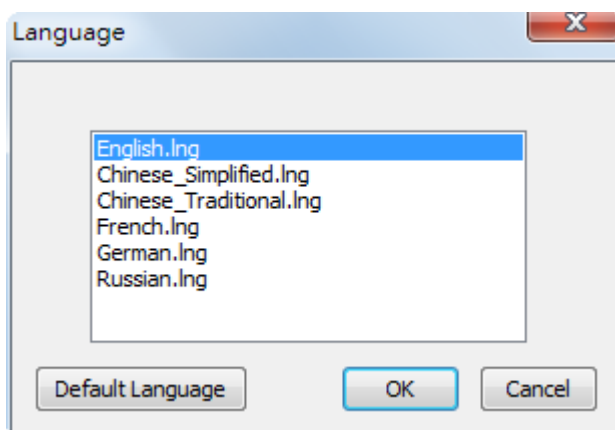 Language
English.lng
Chinese_Simplified.lng
Chinese_Traditional.lng
French.lng
German.lng
Russian.lng
Default Language
OK
Cancel